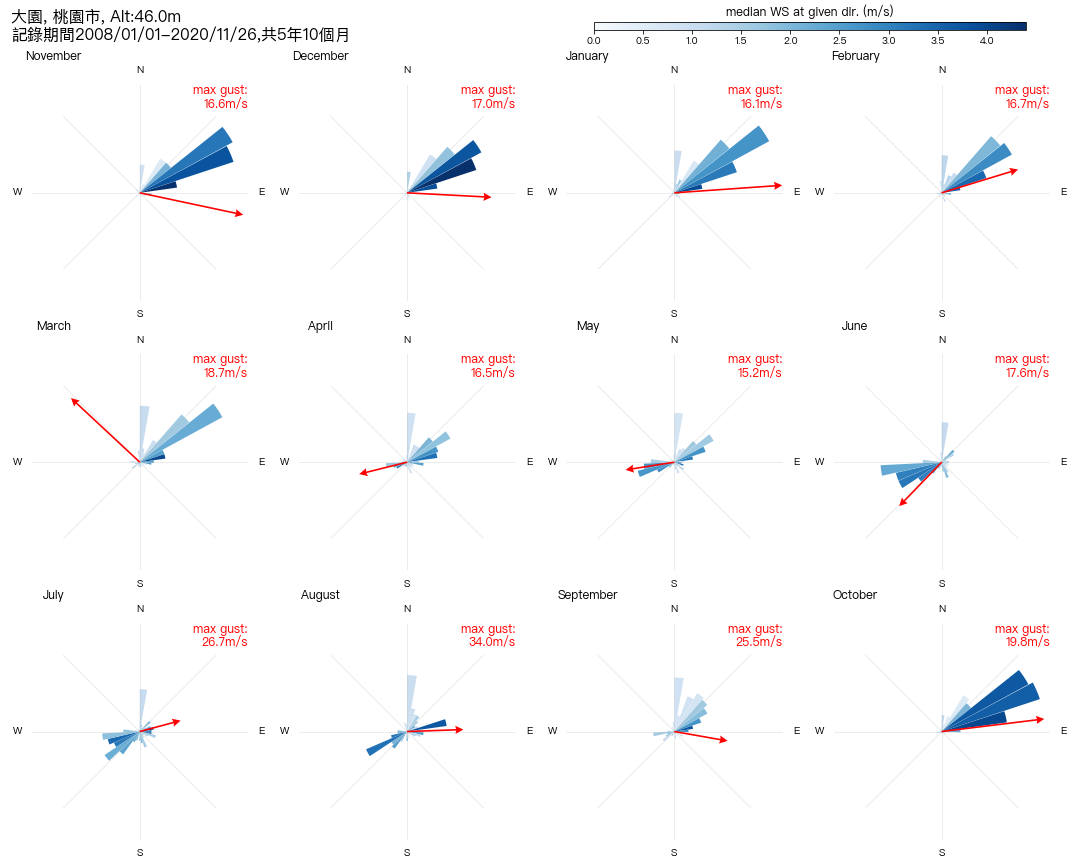 大園, 桃園市, Alt:46.0m
記錄期間2008/01/01−2020/11/26,共5年10個月
median WS at given dir. (m/s)
0.0 0.5 1.0 1.5 2.0 2.5 3.0 3.5 4.0
November
N
max gust:
16.6m/s
W E
S
December
N
max gust:
17.0m/s
W E
S
January
N
max gust:
16.1m/s
W E
S
February
N
max gust:
16.7m/s
W E
S
March
N
max gust:
18.7m/s
W E
S
April
N
max gust:
16.5m/s
W E
S
May
N
max gust:
15.2m/s
W E
S
June
N
max gust:
17.6m/s
W E
S
July
N
max gust:
26.7m/s
W E
S
August
N
max gust:
34.0m/s
W E
S
September
N
max gust:
25.5m/s
W E
S
October
N
max gust:
19.8m/s
W E
S